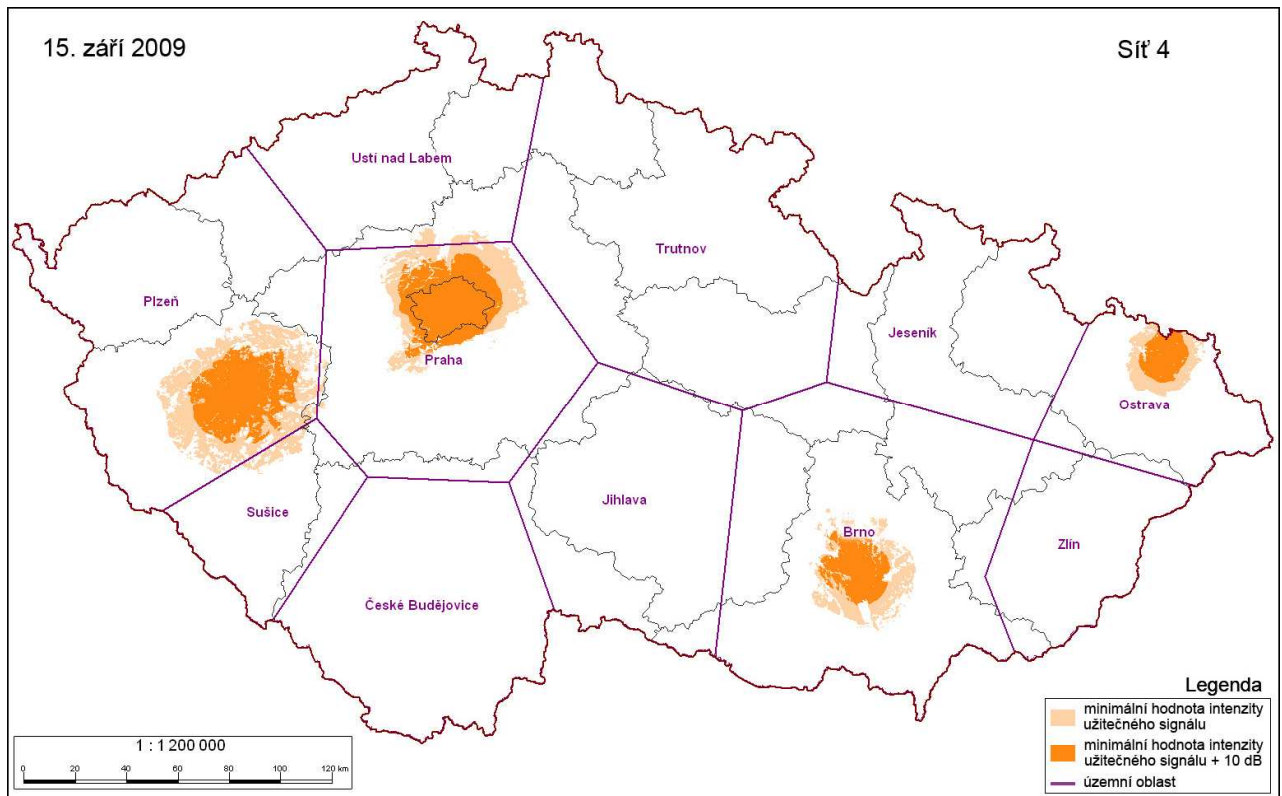 15. září 2009
Síť 4
Ustí nad Labem
Trutnov
Plzeň
Jeseník
Praha
Ostrava
Sušice
Jihlava
Brno
Zlín
České Budějovice
Legenda
minimální hodnota intenzity
užitečného signálu
minimální hodnota intenzity
užitečného signálu + 10 dB
územní oblast
1 : 1 200 000
0 20 40 60 80 100 120 km